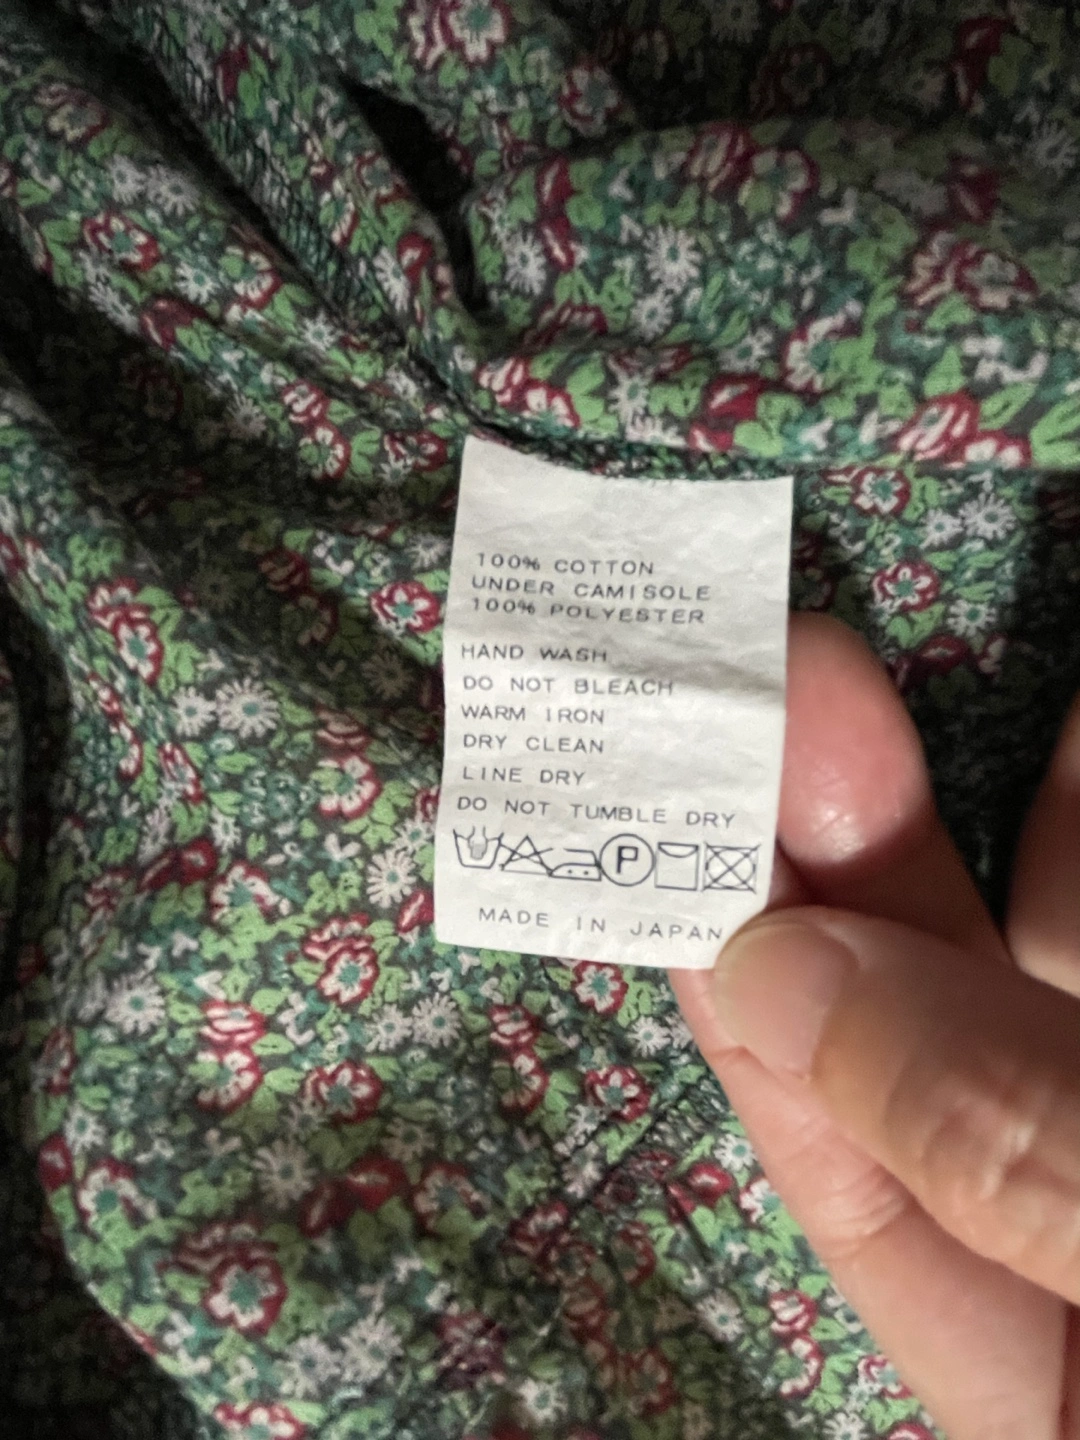 100% COTTON
UNDER CAMISOLE
100% POLYESTER
HAND WASH
DO NOT BLEACH
WARM IRON
DRY CLEAN
LINE DRY
DO NOT TUMBLE DRY
P
MADE IN JAPAN